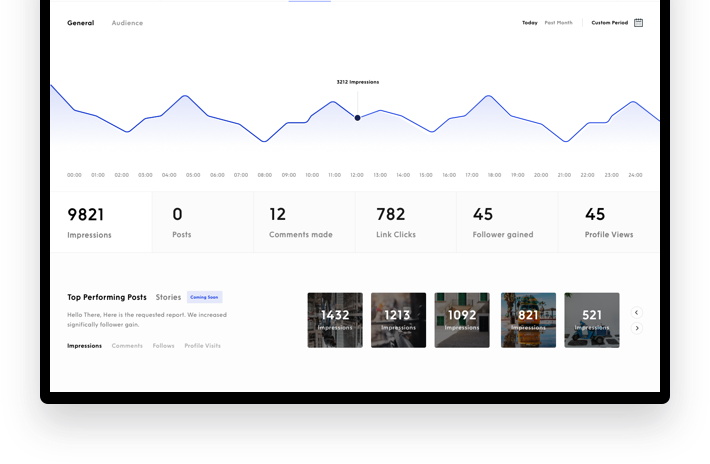 General Audience Today Past Month Custom Period
3212 Impressions
00:00 01:00 02:00 03:00 04:00 05:00 06:00 07:00 08:00 09:00 10:00 11:00 12:00 13:00 14:00 15:00 16:00 17:00 18:00 19:00 20:00 21:00 22:00 23:00 24:00
9821 0 12 782 45 45
Impressions Posts Comments made Link Clicks Follower gained Profile Views
Top Performing Posts Stories Coming Soon
Hello There, Here is the requested report. We increased
significally follower gain.
Impressions Comments Follows Profile Visits
1432 1213 1092 821 521
Impressions Impressions Impressions Impressions Impressions